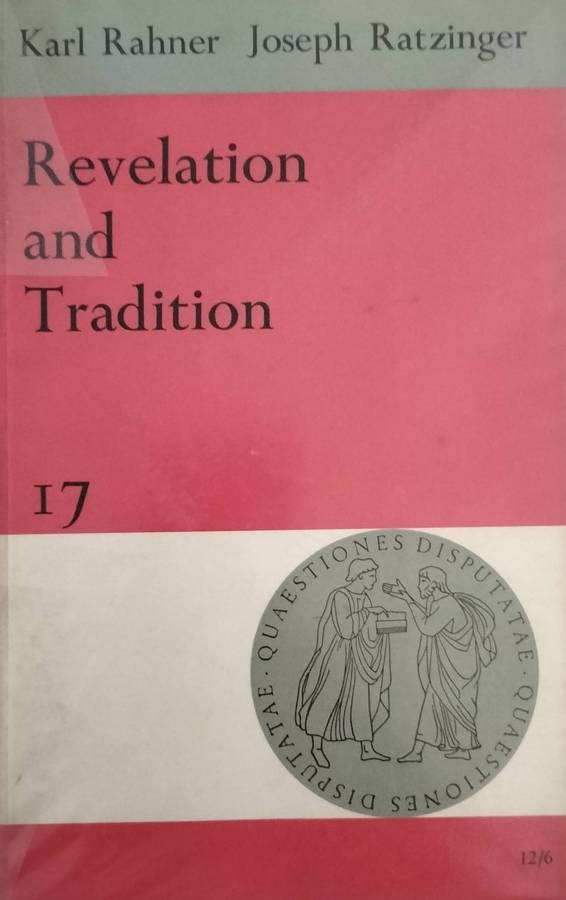 Karl Rahner Joseph Ratzinger
Revelation
and
Tradition
17
QUAESTIONES DISPUTATAE · QUAESTIONES DISPUTATAE ·
12/6